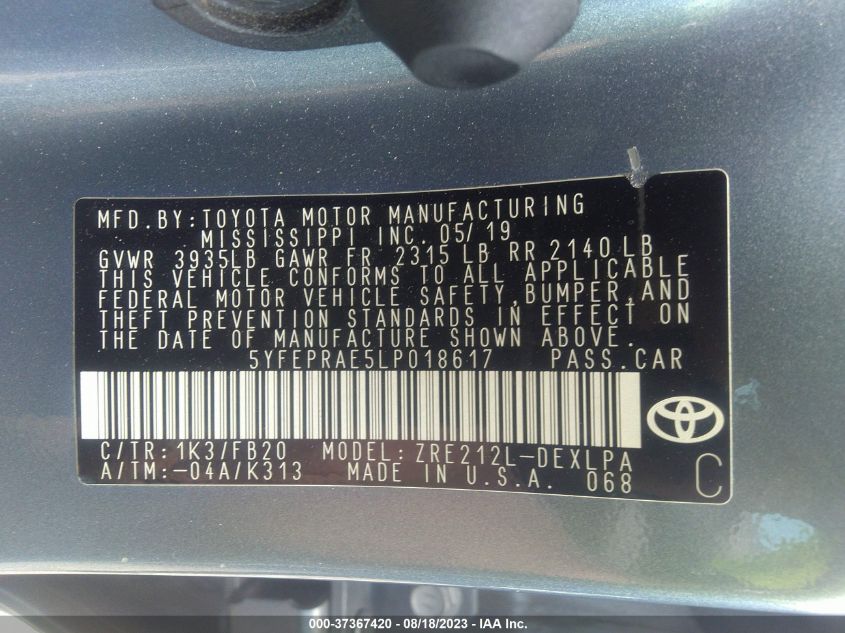 MFD.BY:TOYOTA MOTOR MANUFACTURING
MISSISSIPPI INC. 05/19
GVWR 3935LB GAWR FR 2315 LB RR 2140 LB
THIS VEHICLE CONFORMS TO ALL APPLICABLE
FEDERAL MOTOR VEHICLE SAFETY,BUMPER,AND
THEFT PREVENTION STANDARDS IN EFFECT ON
THE DATE OF MANUFACTURE SHOWN ABOVE.
5YFEPRAE5LP018617 PASS.CAR
C/TR:1K3/FB20 MODEL:ZRE212L-DEXLPA
A/TM:-04A/K313 MADE IN U.S.A. 068
C
000-37367420 - 08/18/2023 - IAA Inc.